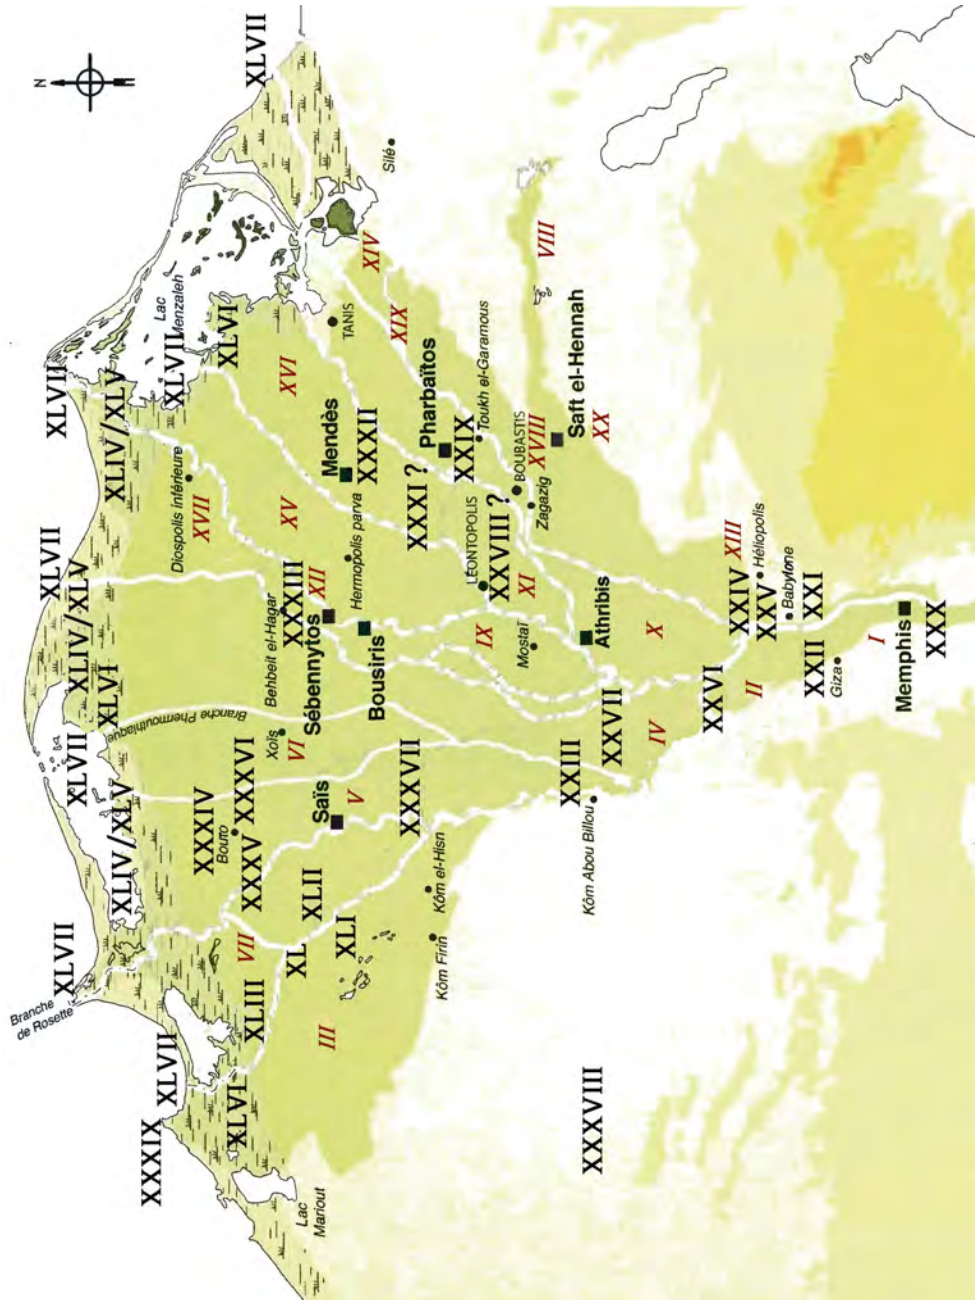 N
Branche
de Rosette
XLVII
XLVII
XLVII
XLVII
XLIV/XLV
XLVI
XLIV/XLV
XLIV/XLV
XXXIX
XLVII
Lac
Menzaleh
XLVII
Diospolis inférieure
XVII
Branche Phermouthiaque
XXXIV
Bouto
XLVI
XLVI
XXXVI
XXXV
VII
XLIII
XLVII
Behbeit el-Hagar
Xoïs
XXXIII
VI
XVI
XV
XL
XLII
Lac
Mariout
Sébennytos
XII
Saïs
III
Mendès
TANIS
XLI
V
Hermopolis parva
XXXII
XIV
Bousiris
Silé
XIX
XXXVII
XXXI ?
Pharbaïtos
Kôm el-Hisn
Kôm Firin
XXIX
Toukh el-Garamous
LÉONTOPOLIS
IX
XXVIII ?
BOUBASTIS
Mostaï
XI
XVIII
Zagazig
VIII
XXIII
Saft el-Hennah
Kôm Abou Billou
XXXVIII
Athribis
XX
XXVII
IV
X
XXVI
XIII
XXIV
II
Héliopolis
XXV
Babylone
XXII
XXI
Giza
I
Memphis
XXX